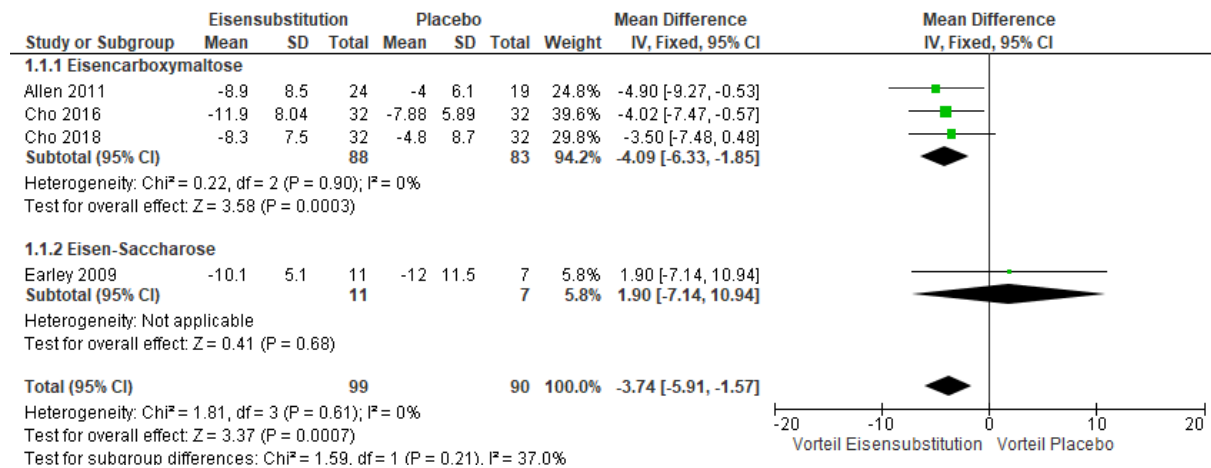 Eisensubstitution Placebo Mean Difference Mean Difference
Study or Subgroup Mean SD Total Mean SD Total Weight IV, Fixed, 95% CI IV, Fixed, 95% CI
1.1.1 Eisencarboxymaltose
Allen 2011 -8.9 8.5 24 -4 6.1 19 24.8% -4.90 [-9.27, -0.53]
Cho 2016 -11.9 8.04 32 -7.88 5.89 32 39.6% -4.02 [-7.47, -0.57]
Cho 2018 -8.3 7.5 32 -4.8 8.7 32 29.8% -3.50 [-7.48, 0.48]
Subtotal (95% CI) 88 83 94.2% -4.09 [-6.33, -1.85]
Heterogeneity: Chi² = 0.22, df = 2 (P = 0.90); I² = 0%
Test for overall effect: Z = 3.58 (P = 0.0003)
1.1.2 Eisen-Saccharose
Earley 2009 -10.1 5.1 11 -12 11.5 7 5.8% 1.90 [-7.14, 10.94]
Subtotal (95% CI) 11 7 5.8% 1.90 [-7.14, 10.94]
Heterogeneity: Not applicable
Test for overall effect: Z = 0.41 (P = 0.68)
Total (95% CI) 99 90 100.0% -3.74 [-5.91, -1.57]
Heterogeneity: Chi² = 1.81, df = 3 (P = 0.61); I² = 0%
Test for overall effect: Z = 3.37 (P = 0.0007)
Test for subgroup differences: Chi² = 1.59, df = 1 (P = 0.21), I² = 37.0%
-20 -10 0 10 20
Vorteil Eisensubstitution Vorteil Placebo